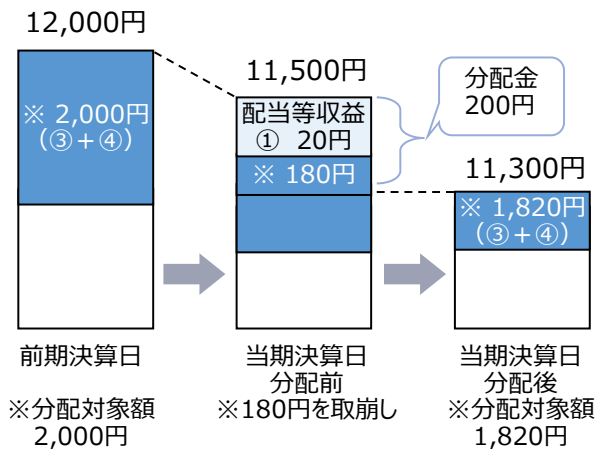 12,000円
※ 2,000円
(③+④)
前期決算日
※分配対象額
2,000円
11,500円
配当等収益
① 20円
※ 180円
当期決算日
分配前
※180円を取崩し
分配金
200円
11,300円
※ 1,820円
(③+④)
当期決算日
分配後
※分配対象額
1,820円